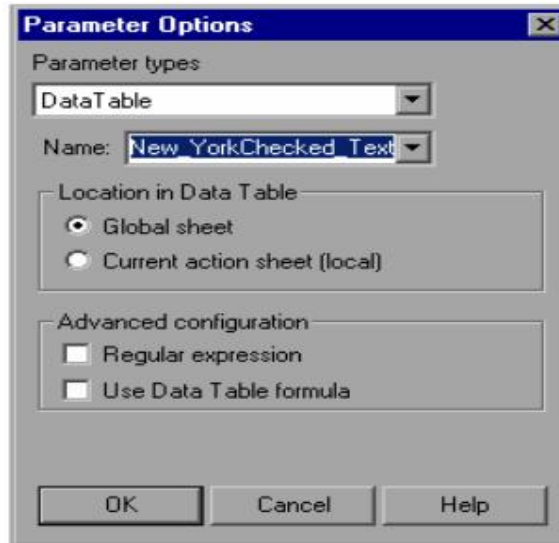 Parameter Options
Parameter types
DataTable
Name: New_YorkChecked_Text
Location in Data Table
Global sheet
Current action sheet (local)
Advanced configuration
Regular expression
Use Data Table formula
OK Cancel Help